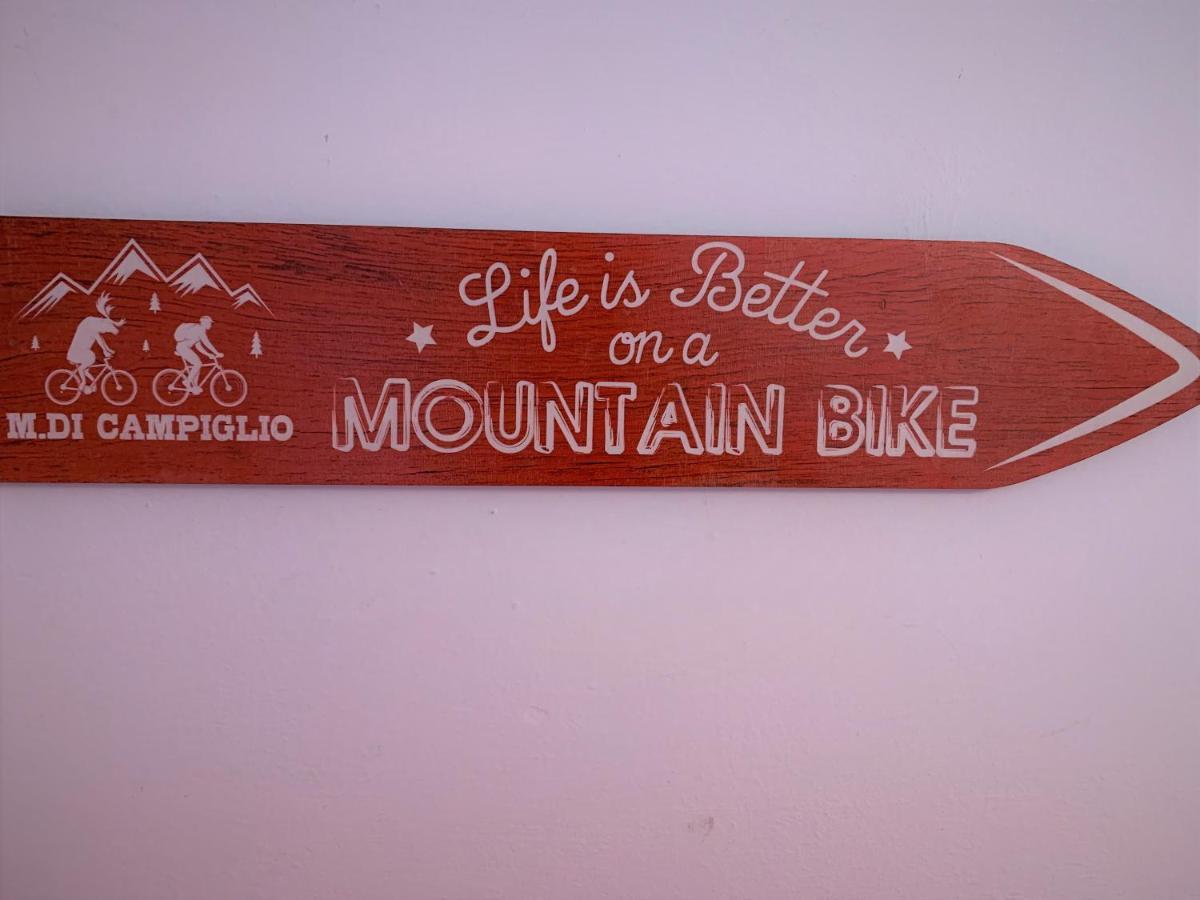 M.DI CAMPIGLIO
Life is Better
on a
MOUNTAIN BIKE